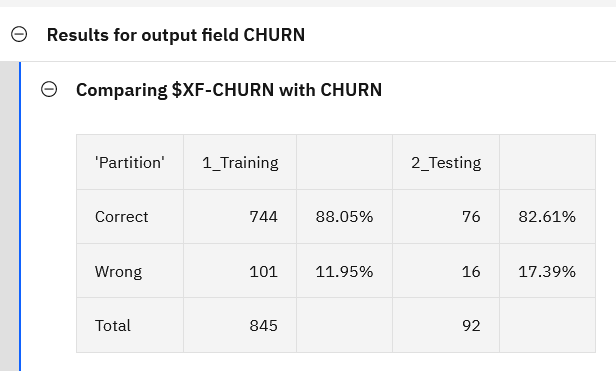 Results for output field CHURN
Comparing $XF-CHURN with CHURN
'Partition' 1_Training 2_Testing
Correct 744 88.05% 76 82.61%
Wrong 101 11.95% 16 17.39%
Total 845 92